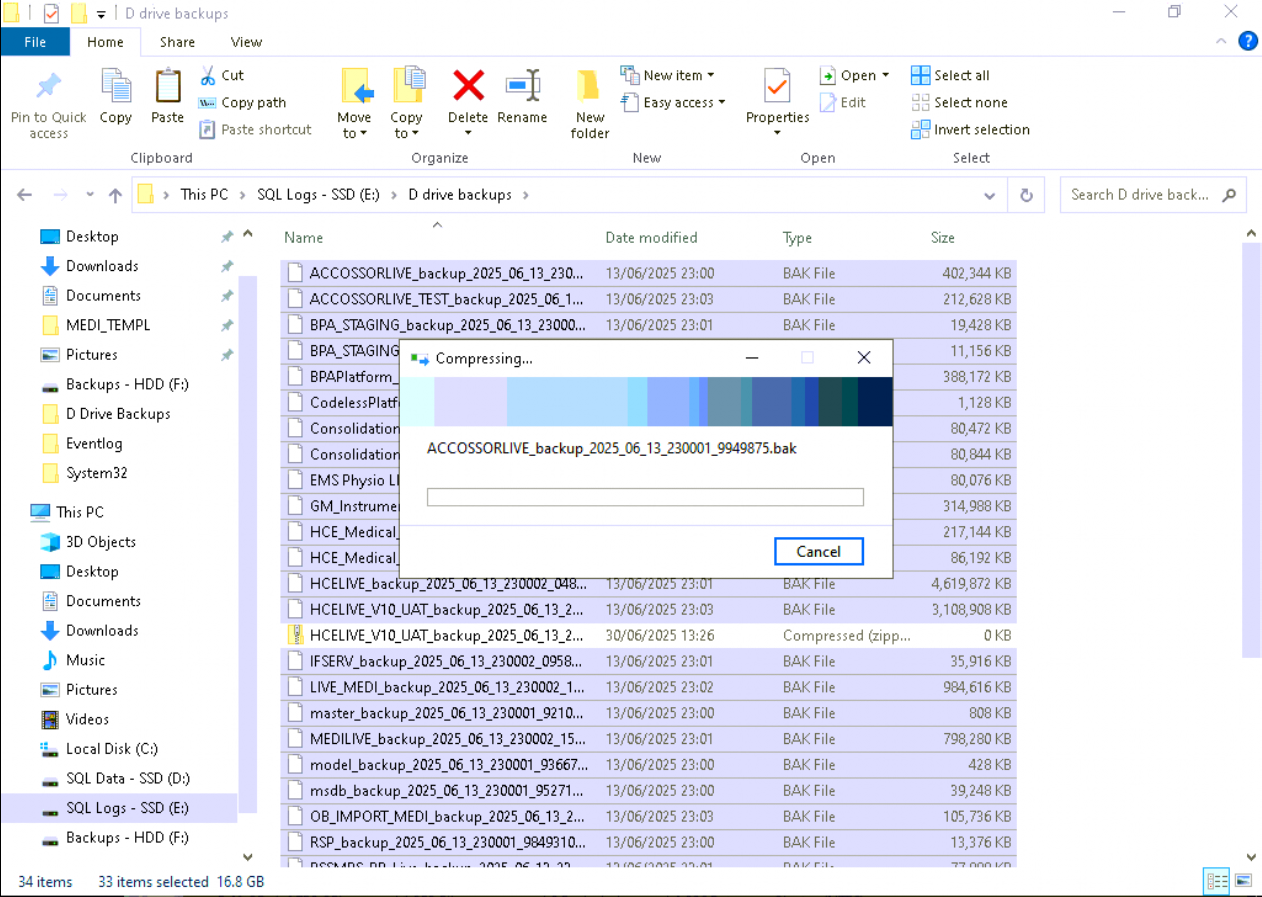 D drive backups
File Home Share View
Pin to Quick access
Copy
Paste
Cut
Copy path
Paste shortcut
Move to
Copy to
Delete
Rename
New folder
New item
Easy access
Properties
Open
Edit
Select all
Select none
Invert selection
Clipboard Organize New Open Select
This PC > SQL Logs - SSD (E:) > D drive backups >
Search D drive back...
Desktop
Downloads
Documents
MEDI_TEMPL
Pictures
Backups - HDD (F:)
D Drive Backups
Eventlog
System32
This PC
3D Objects
Desktop
Documents
Downloads
Music
Pictures
Videos
Local Disk (C:)
SQL Data - SSD (D:)
SQL Logs - SSD (E:)
Backups - HDD (F:)
Name Date modified Type Size
ACCOSSORLIVE_backup_2025_06_13_230... 13/06/2025 23:00 BAK File 402,344 KB
ACCOSSORLIVE_TEST_backup_2025_06_1... 13/06/2025 23:03 BAK File 212,628 KB
BPA_STAGING_backup_2025_06_13_23000... 13/06/2025 23:01 BAK File 19,428 KB
BPA_STAGING 11,156 KB
BPAPlatform_ 388,172 KB
CodelessPlatf 1,128 KB
Consolidation 80,472 KB
Consolidation 80,844 KB
EMS Physio L 80,076 KB
GM_Instrume 314,988 KB
HCE_Medical_ 217,144 KB
HCE_Medical_ 86,192 KB
HCELIVE_backup_2025_06_13_230002_048... 13/06/2025 23:01 BAK File 4,619,872 KB
HCELIVE_V10_UAT_backup_2025_06_13_2... 13/06/2025 23:03 BAK File 3,108,908 KB
HCELIVE_V10_UAT_backup_2025_06_13_2... 30/06/2025 13:26 Compressed (zipp... 0 KB
IFSERV_backup_2025_06_13_230002_0958... 13/06/2025 23:01 BAK File 35,916 KB
LIVE_MEDI_backup_2025_06_13_230002_1... 13/06/2025 23:02 BAK File 984,616 KB
master_backup_2025_06_13_230001_9210... 13/06/2025 23:00 BAK File 808 KB
MEDILIVE_backup_2025_06_13_230002_15... 13/06/2025 23:01 BAK File 798,280 KB
model_backup_2025_06_13_230001_93667... 13/06/2025 23:00 BAK File 428 KB
msdb_backup_2025_06_13_230001_95271... 13/06/2025 23:00 BAK File 39,248 KB
OB_IMPORT_MEDI_backup_2025_06_13_2... 13/06/2025 23:03 BAK File 105,736 KB
RSP_backup_2025_06_13_230001_9849310... 13/06/2025 23:00 BAK File 13,376 KB
Compressing...
ACCOSSORLIVE_backup_2025_06_13_230001_9949875.bak
Cancel
34 items 33 items selected 16.8 GB